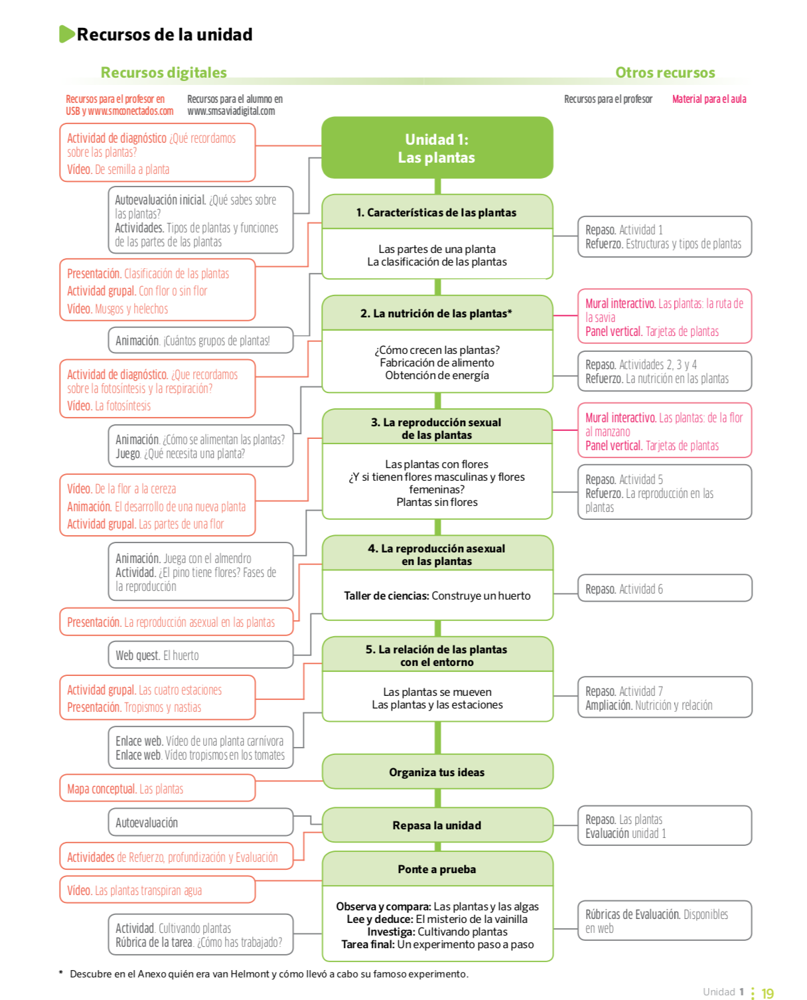 Recursos de la unidad
Recursos digitales
Otros recursos
Recursos para el profesor en
USB y www.smconectados.com
Recursos para el alumno en
www.smsaviadigital.com
Recursos para el profesor
Material para el aula
Unidad 1:
Las plantas
Actividad de diagnóstico ¿Qué recordamos
sobre las plantas?
Vídeo. De semilla a planta
Autoevaluación inicial. ¿Qué sabes sobre
las plantas?
Actividades. Tipos de plantas y funciones
de las partes de las plantas
1. Características de las plantas
Las partes de una planta
La clasificación de las plantas
Repaso. Actividad 1
Refuerzo. Estructuras y tipos de plantas
Presentación. Clasificación de las plantas
Actividad grupal. Con flor o sin flor
Vídeo. Musgos y helechos
Animación. ¡Cuántos grupos de plantas!
2. La nutrición de las plantas*
¿Cómo crecen las plantas?
Fabricación de alimento
Obtención de energía
Mural interactivo. Las plantas: la ruta de
la savia
Panel vertical. Tarjetas de plantas
Repaso. Actividades 2, 3 y 4
Refuerzo. La nutrición en las plantas
Actividad de diagnóstico. ¿Que recordamos
sobre la fotosíntesis y la respiración?
Vídeo. La fotosíntesis
Animación. ¿Cómo se alimentan las plantas?
Juego. ¿Qué necesita una planta?
3. La reproducción sexual
de las plantas
Las plantas con flores
¿Y si tienen flores masculinas y flores
femeninas?
Plantas sin flores
Mural interactivo. Las plantas: de la flor
al manzano
Panel vertical. Tarjetas de plantas
Repaso. Actividad 5
Refuerzo. La reproducción en las
plantas
Vídeo. De la flor a la cereza
Animación. El desarrollo de una nueva planta
Actividad grupal. Las partes de una flor
Animación. Juega con el almendro
Actividad. ¿El pino tiene flores? Fases de
la reproducción
4. La reproducción asexual
en las plantas
Taller de ciencias: Construye un huerto
Repaso. Actividad 6
Presentación. La reproducción asexual en las plantas
Web quest. El huerto
5. La relación de las plantas
con el entorno
Las plantas se mueven
Las plantas y las estaciones
Repaso. Actividad 7
Ampliación. Nutrición y relación
Actividad grupal. Las cuatro estaciones
Presentación. Tropismos y nastias
Enlace web. Vídeo de una planta carnívora
Enlace web. Vídeo tropismos en los tomates
Organiza tus ideas
Mapa conceptual. Las plantas
Autoevaluación
Repasa la unidad
Repaso. Las plantas
Evaluación unidad 1
Actividades de Refuerzo, profundización y Evaluación
Ponte a prueba
Vídeo. Las plantas transpiran agua
Observa y compara: Las plantas y las algas
Lee y deduce: El misterio de la vainilla
Investiga: Cultivando plantas
Tarea final: Un experimento paso a paso
Actividad. Cultivando plantas
Rúbrica de la tarea. ¿Cómo has trabajado?
Rúbricas de Evaluación. Disponibles
en web
* Descubre en el Anexo quién era van Helmont y cómo llevó a cabo su famoso experimento.
Unidad 1 19